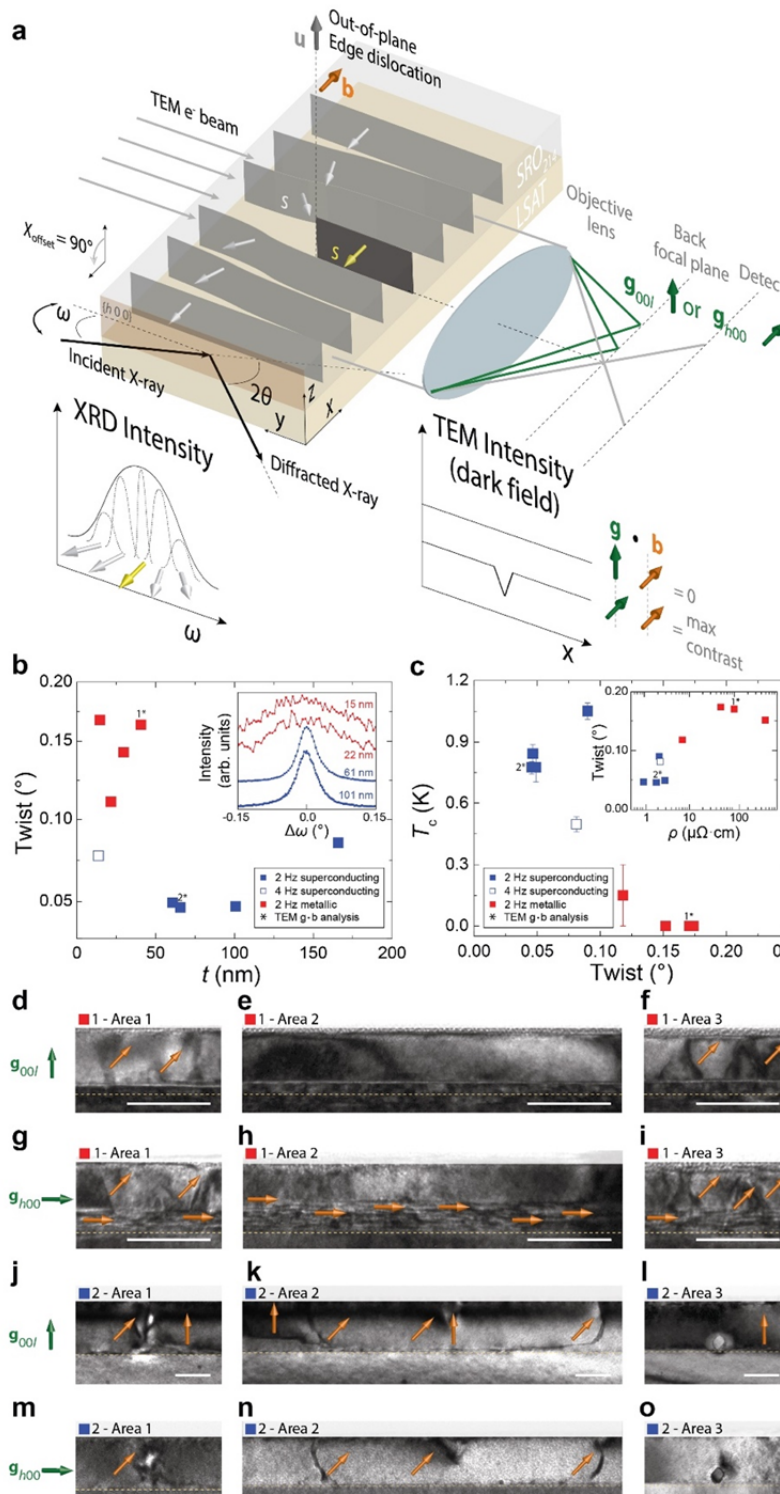 a
Out-of-plane
Edge dislocation
u
b
TEM e⁻ beam
S
S
SRO₂₁₄
LSAT
Objective
lens
Back
focal plane
χoffset = 90°
{h 0 0}
ω
Incident X-ray
2θ
z
x
y
Diffracted X-ray
g00l
or
gh00
XRD Intensity
ω
TEM Intensity
(dark field)
x
g • b
= 0
= max
contrast
b
Twist (°)
0.20
0.15
0.10
0.05
0
50
100
150
200
t (nm)
1*
2*
Intensity
(arb. units)
15 nm
22 nm
61 nm
101 nm
-0.15
0.0
0.15
Δω (°)
2 Hz superconducting
4 Hz superconducting
2 Hz metallic
* TEM g·b analysis
c
Tc (K)
1.2
0.9
0.6
0.3
0.0
0.00
0.05
0.10
0.15
0.20
Twist (°)
2*
1*
Twist (°)
0.20
0.10
0.00
1
10
100
ρ (μΩ·cm)
1*
2*
2 Hz superconducting
4 Hz superconducting
2 Hz metallic
* TEM g·b analysis
d
1 - Area 1
e
1 - Area 2
f
1 - Area 3
g00l
g
1 - Area 1
h
1 - Area 2
i
1 - Area 3
gh00
j
2 - Area 1
k
2 - Area 2
l
2 - Area 3
g00l
m
2 - Area 1
n
2 - Area 2
o
2 - Area 3
gh00